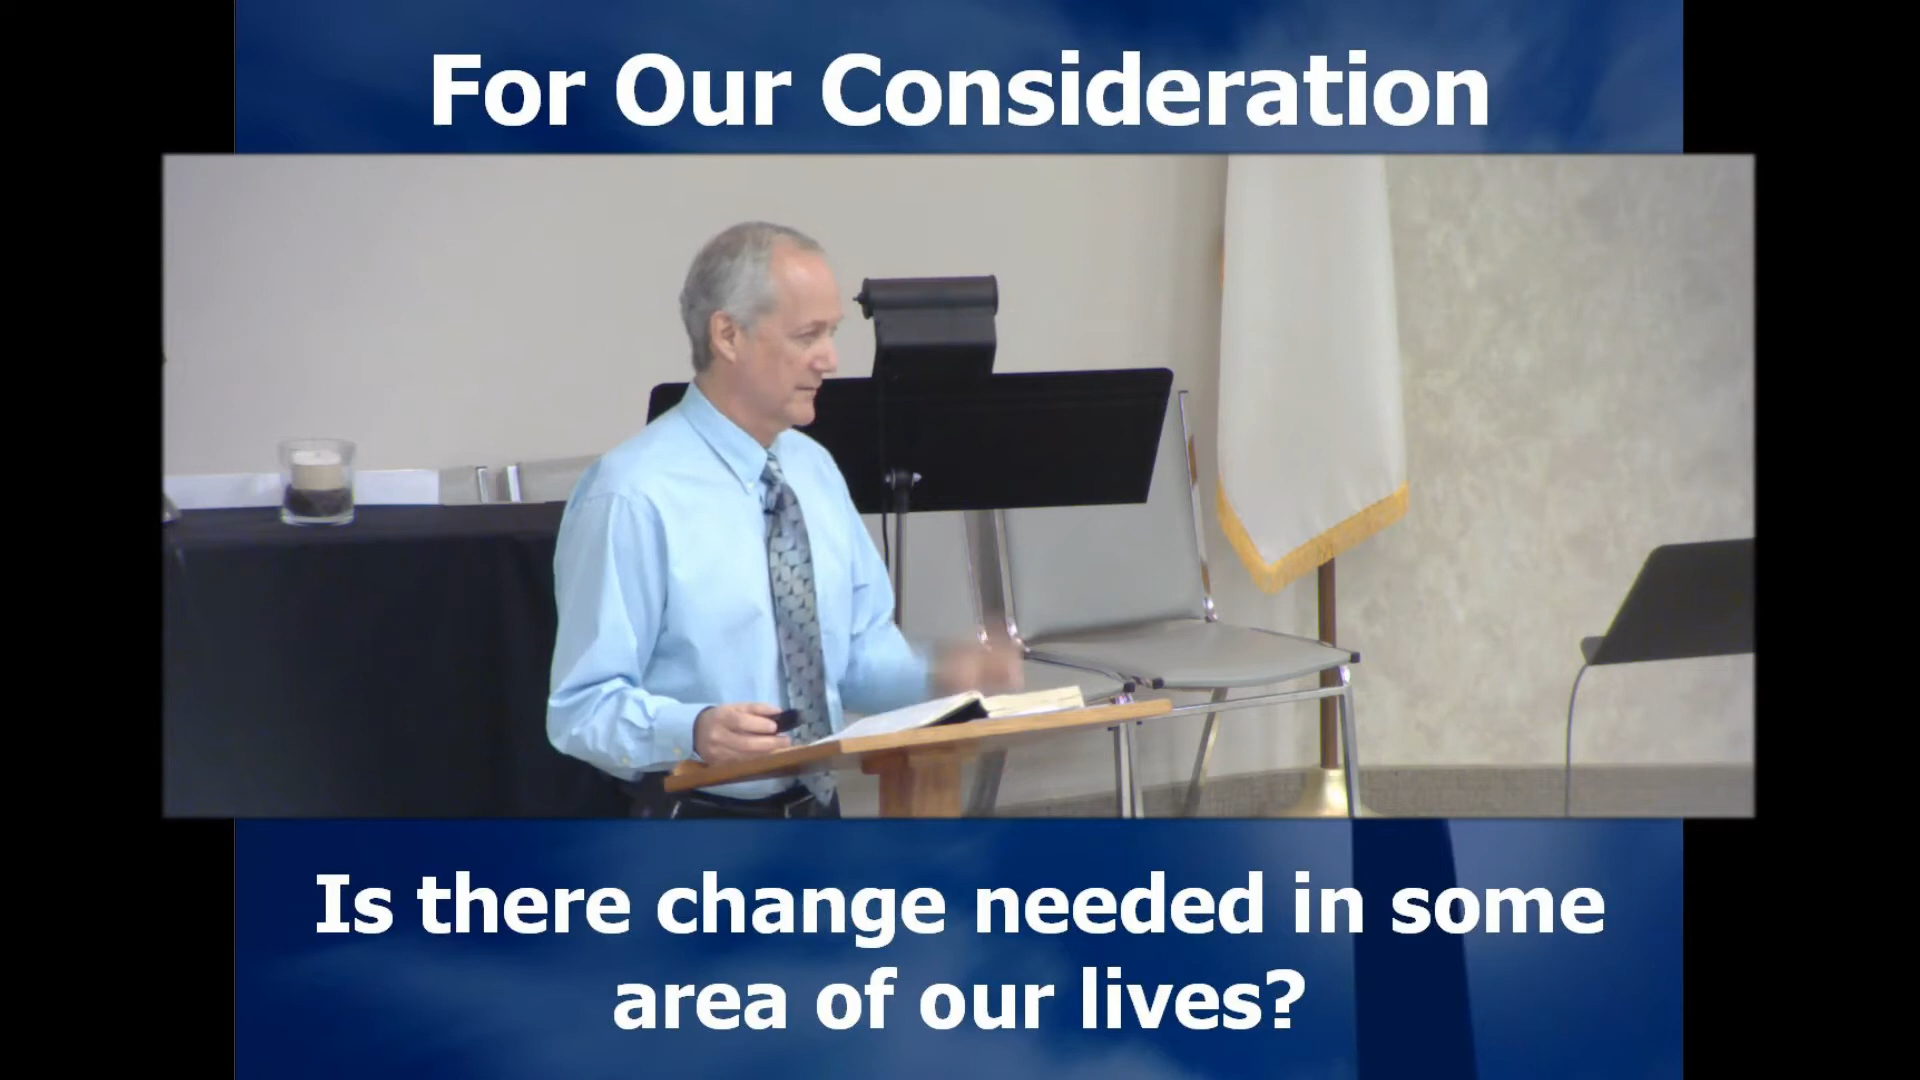 For Our Consideration
Is there change needed in some
area of our lives?